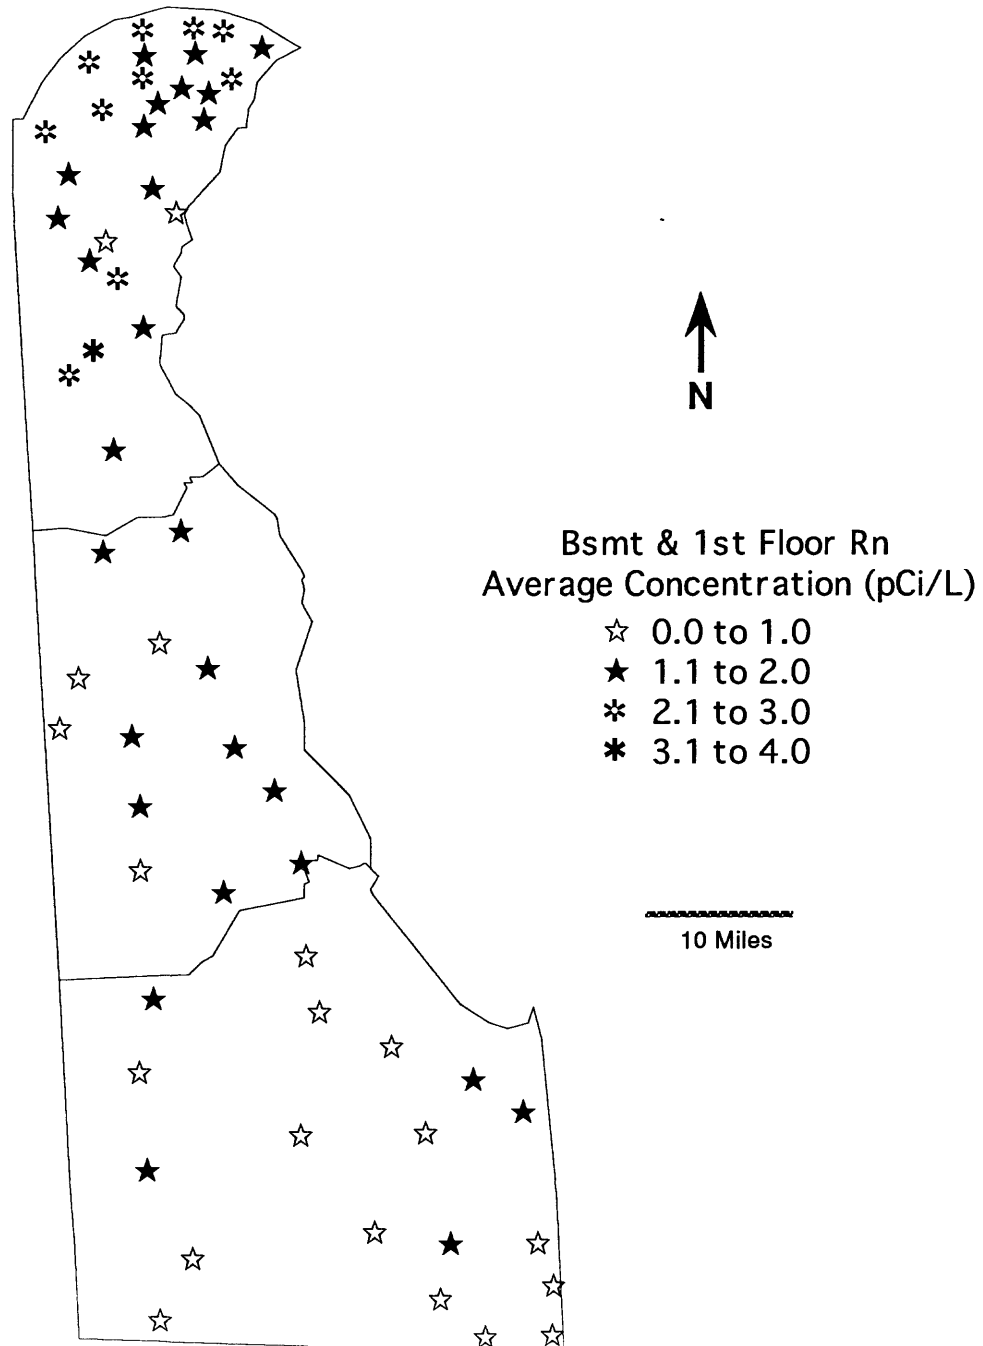 N
Bsmt & 1st Floor Rn
Average Concentration (pCi/L)
0.0 to 1.0
1.1 to 2.0
2.1 to 3.0
3.1 to 4.0
10 Miles